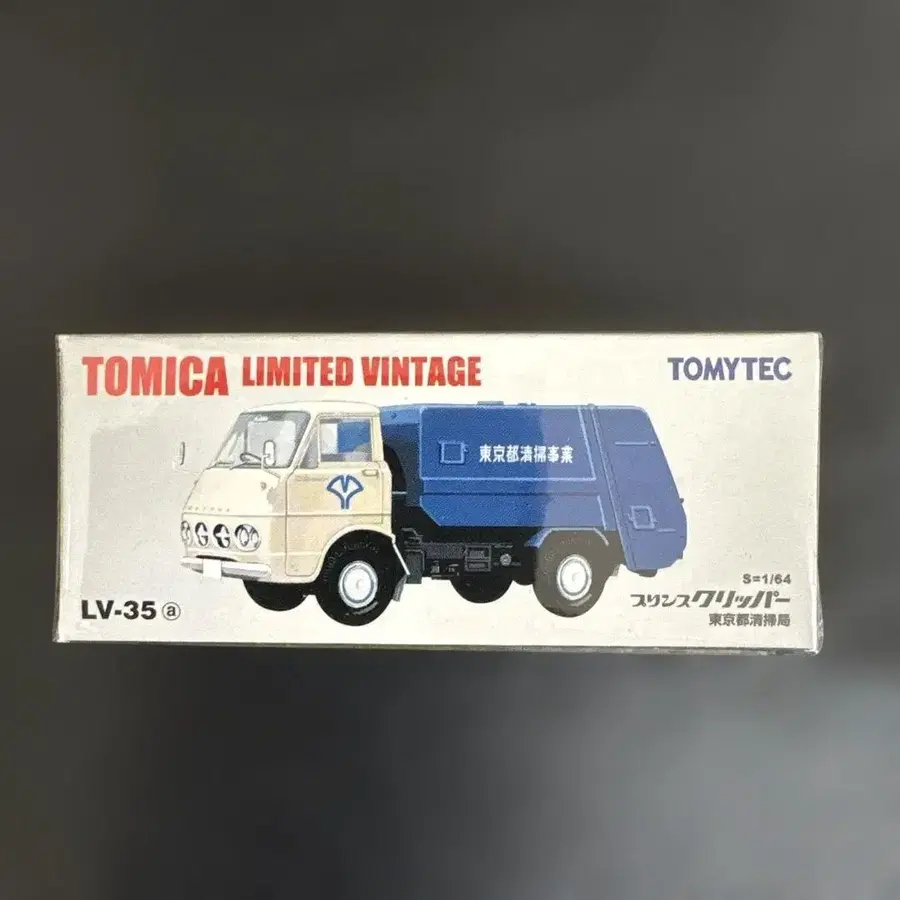 TOMICA LIMITED VINTAGE
TOMYTEC
東京都清掃事業
S=1/64
LV-35 ⓐ
プリンス クリッパー
東京都清掃局